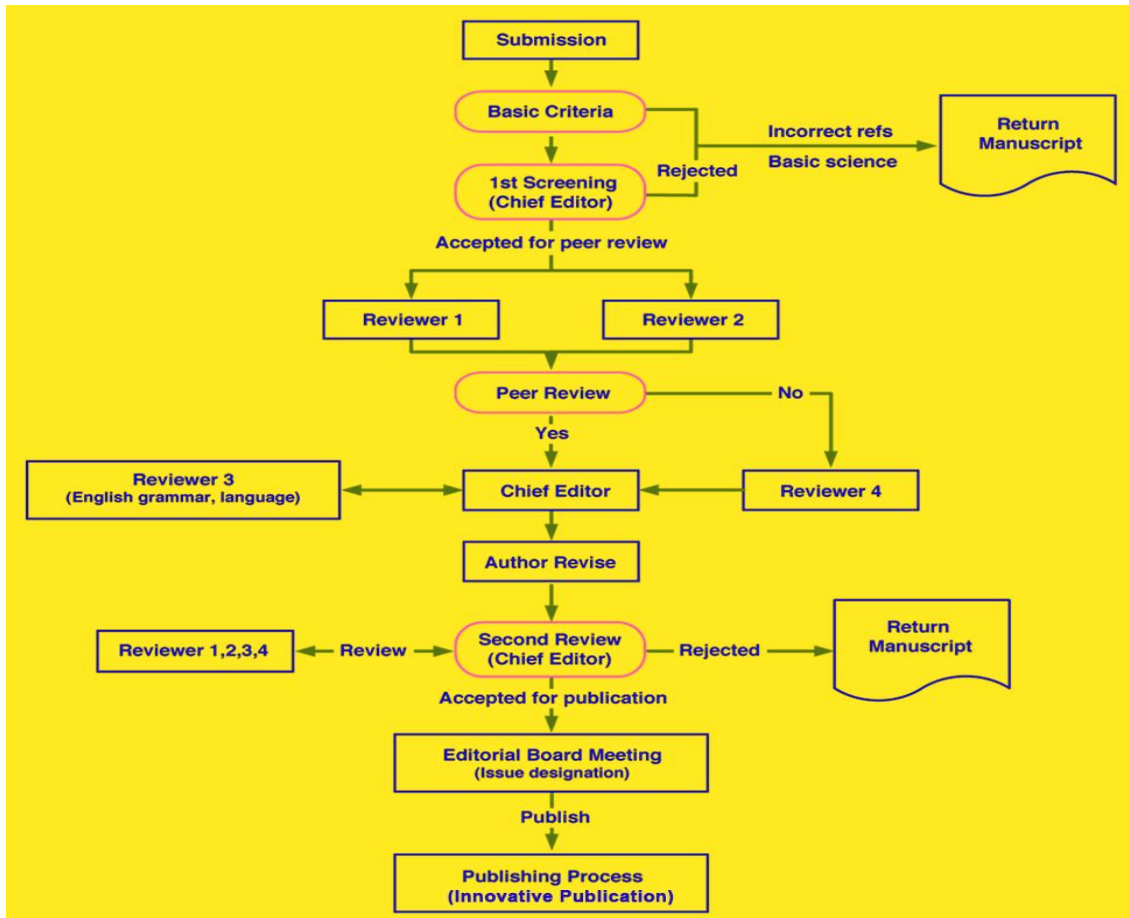 Submission
Basic Criteria
Incorrect refs
Basic science
Return
Manuscript
Rejected
1st Screening
(Chief Editor)
Accepted for peer review
Reviewer 1
Reviewer 2
Peer Review
No
Yes
Reviewer 3
(English grammar, language)
Chief Editor
Reviewer 4
Author Revise
Reviewer 1,2,3,4
Review
Second Review
(Chief Editor)
Rejected
Return
Manuscript
Accepted for publication
Editorial Board Meeting
(Issue designation)
Publish
Publishing Process
(Innovative Publication)